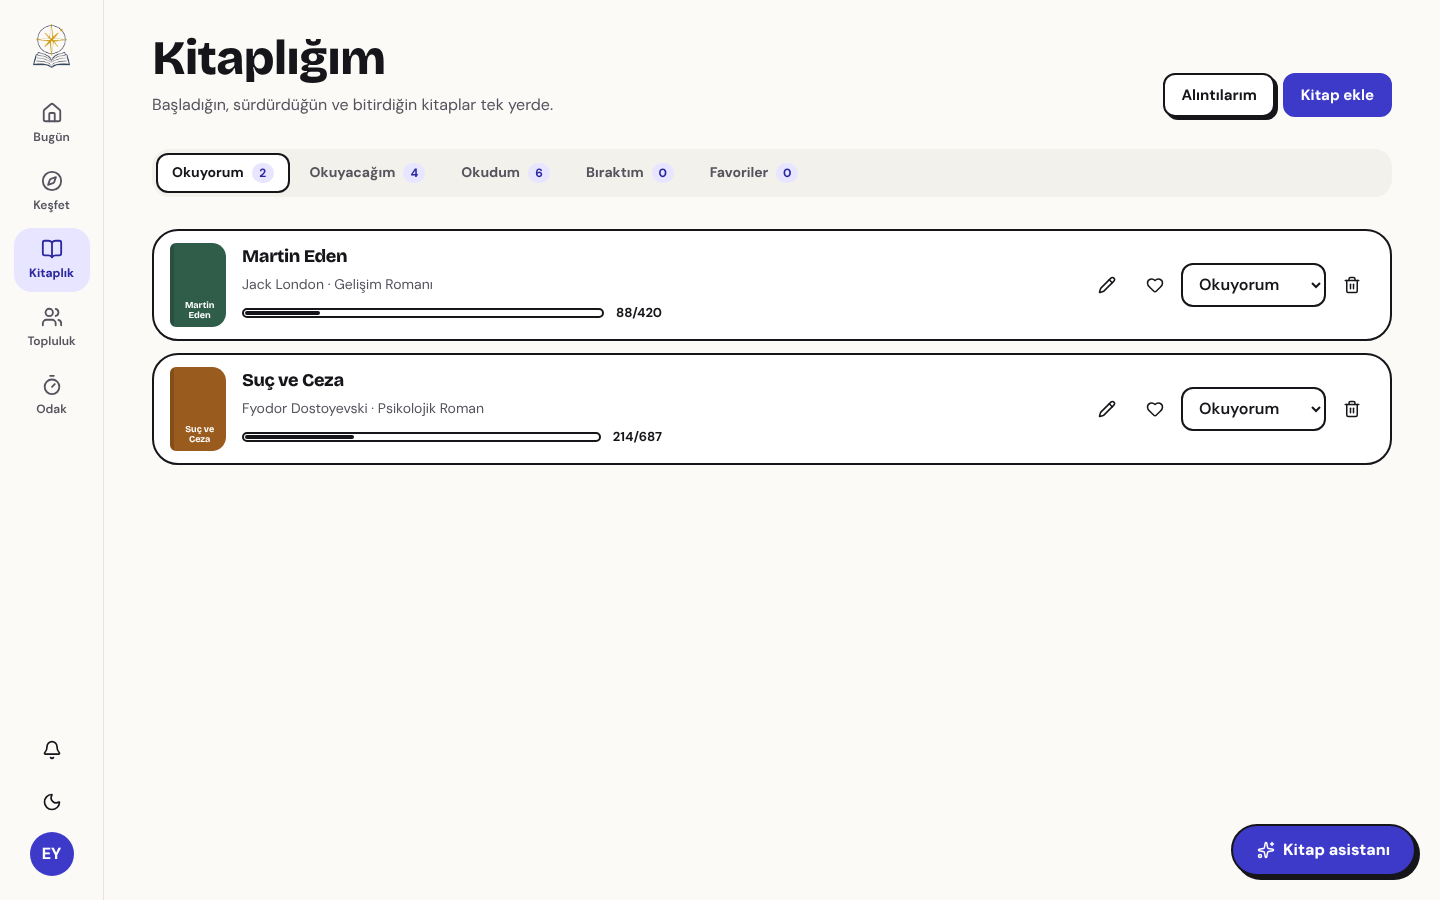 Kitaplığım
Başladığın, sürdürdüğün ve bitirdiğin kitaplar tek yerde.
Alıntılarım
Kitap ekle
Bugün
Keşfet
Kitaplık
Topluluk
Odak
Okuyorum 2
Okuyacağım 4
Okudum 6
Bıraktım 0
Favoriler 0
Martin
Eden
Martin Eden
Jack London · Gelişim Romanı
88/420
Okuyorum
Suç ve
Ceza
Suç ve Ceza
Fyodor Dostoyevski · Psikolojik Roman
214/687
Okuyorum
EY
Kitap asistanı